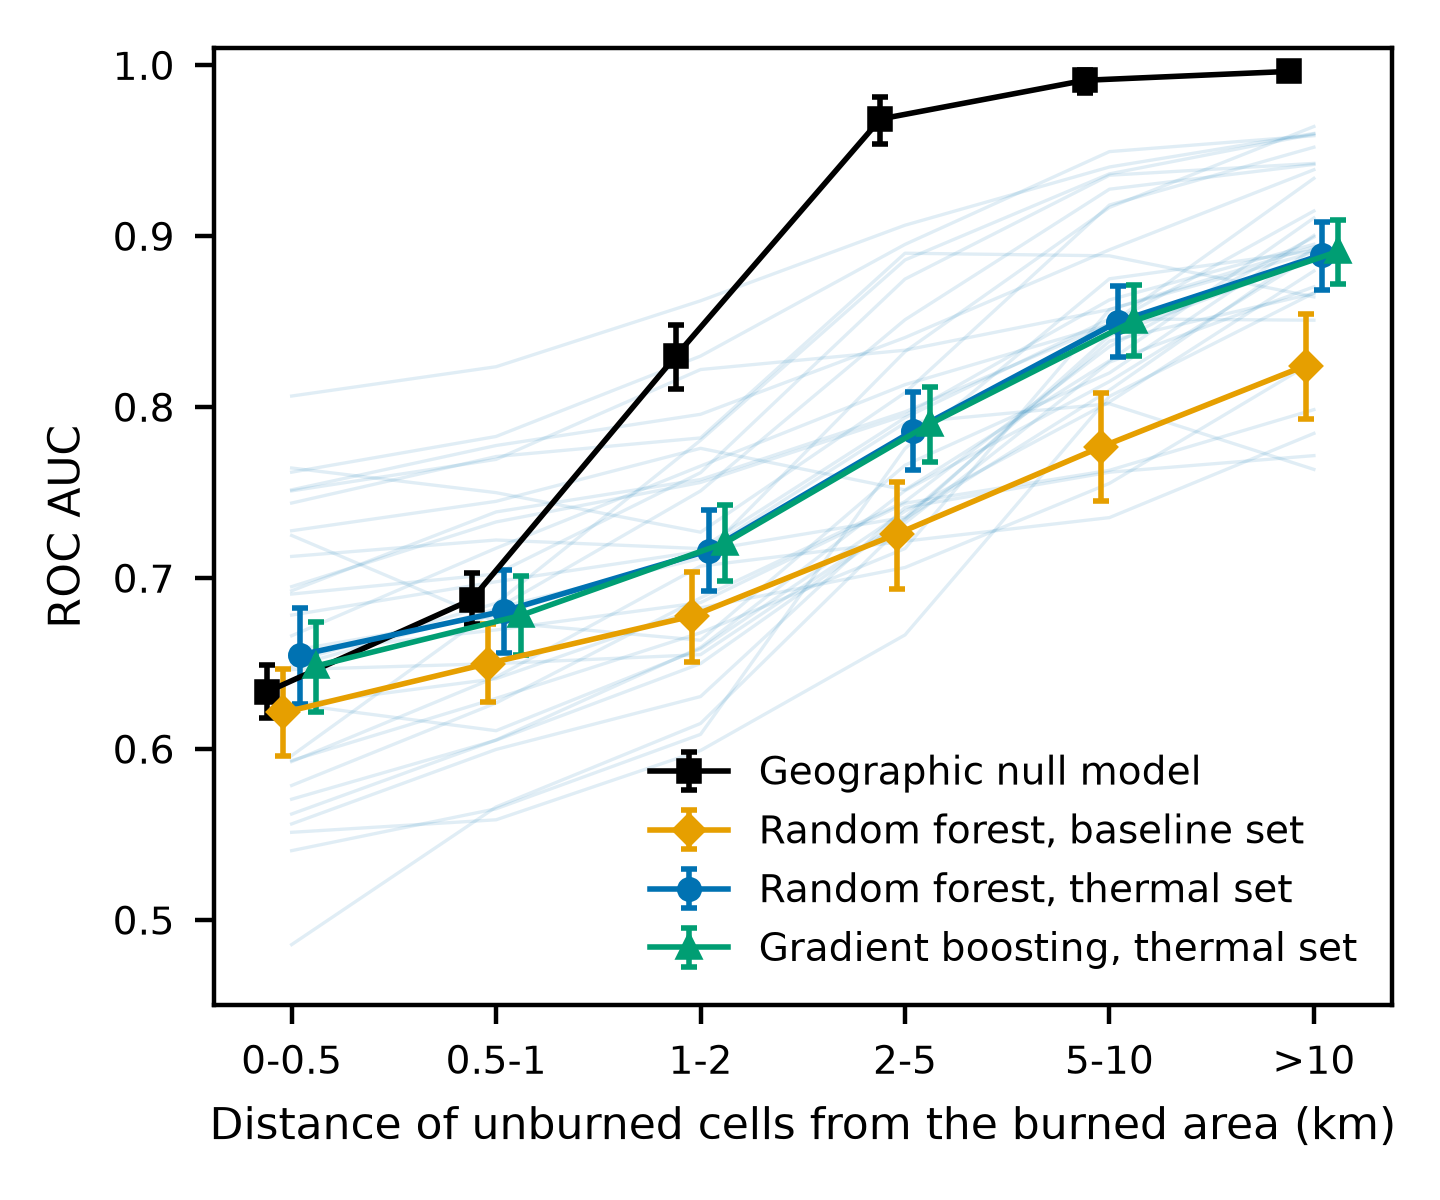 1.0
0.9
0.8
0.7
0.6
0.5
ROC AUC
Geographic null model
Random forest, baseline set
Random forest, thermal set
Gradient boosting, thermal set
0-0.5 0.5-1 1-2 2-5 5-10 >10
Distance of unburned cells from the burned area (km)